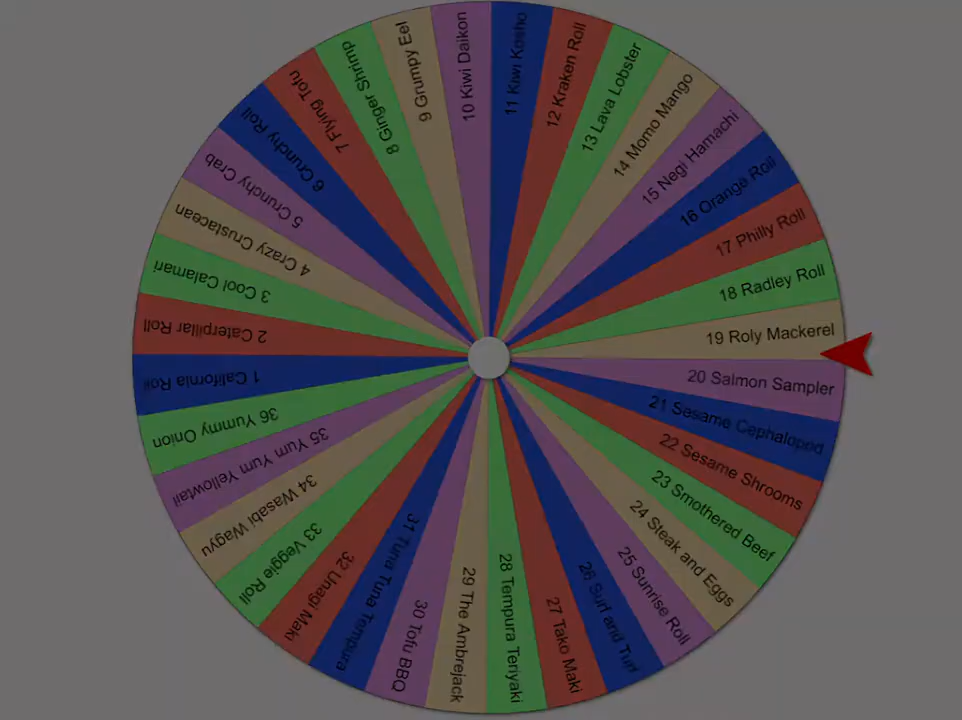 1 California Roll
2 Caterpillar Roll
3 Cool Calamari
4 Crazy Crustacean
5 Crunchy Crab
6 Crunchy Roll
7 Flying Tofu
8 Ginger Shrimp
9 Grumpy Eel
10 Kiwi Daikon
11 Kiwi Kosho
12 Kraken Roll
13 Lava Lobster
14 Momo Mango
15 Negi Hamachi
16 Orange Roll
17 Philly Roll
18 Radley Roll
19 Roly Mackerel
20 Salmon Sampler
21 Sesame Cephalopod
22 Sesame Shrooms
23 Smothered Beef
24 Steak and Eggs
25 Sunrise Roll
26 Surf and Turf
27 Tako Maki
28 Tempura Teriyaki
29 The Ambrejack
30 Tofu BBQ
31 Tuna Tuna Tempura
32 Unagi Maki
33 Veggie Roll
34 Wasabi Wagyu
35 Yum Yum Yellowtail
36 Yummy Onion